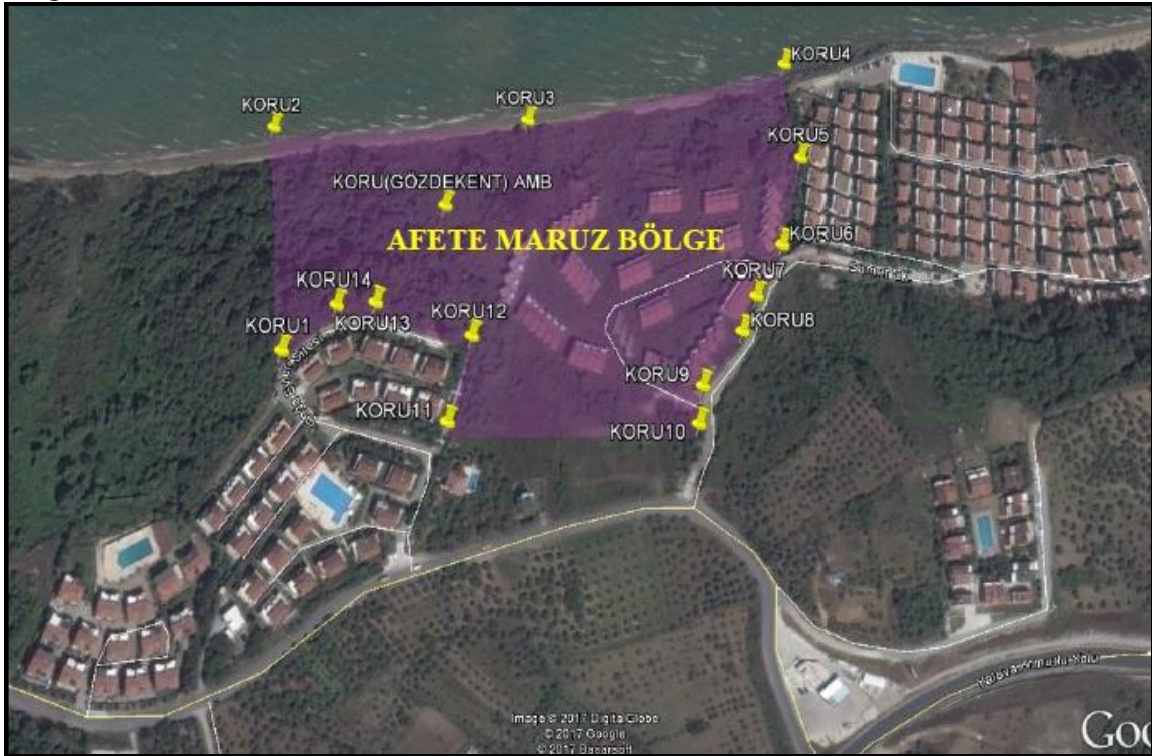 KORU4
KORU3
KORU2
KORU5
KORU(GÖZDEKENT) AMB
AFETE MARUZ BÖLGE
KORU6
KORU7
KORU14
KORU13
KORU12
KORU8
KORU1
Sitesi
KORU9
KORU11
KORU10
Image © 2017 DigitalGlobe
© 2017 Google
© 2017 Basarsoft
Goo